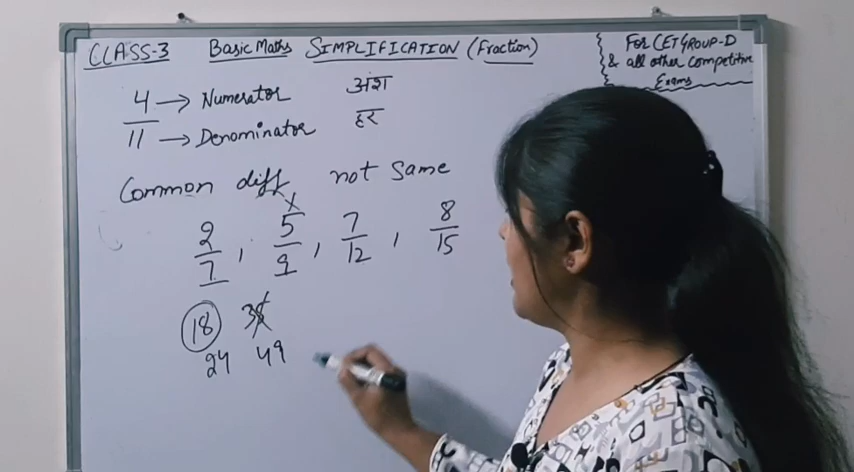 CLASS-3 Basic Maths SIMPLIFICATION (Fraction)
For CET GROUP-D
& all other competitive
Exams
4/11
→ Numerator अंश
→ Denominator हर
Common diff not same
x
2/7, 5/9, 7/12, 8/15
18 35
24 49